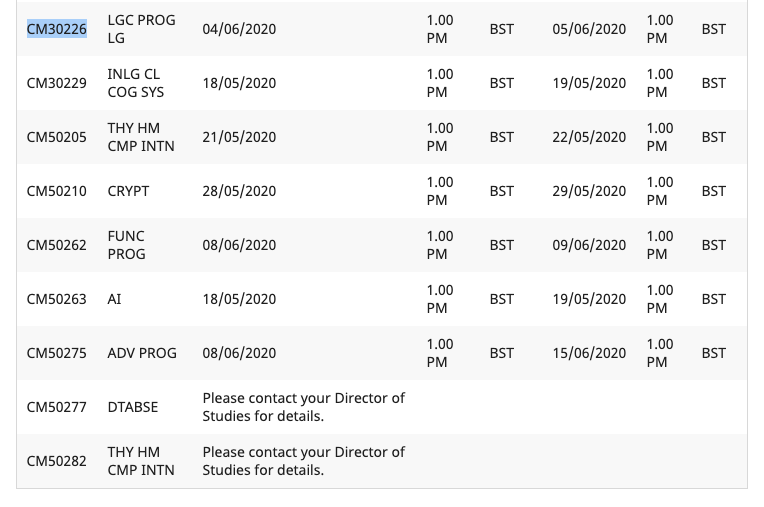 CM30226 LGC PROG LG 04/06/2020 1.00 PM BST 05/06/2020 1.00 PM BST
CM30229 INLG CL COG SYS 18/05/2020 1.00 PM BST 19/05/2020 1.00 PM BST
CM50205 THY HM CMP INTN 21/05/2020 1.00 PM BST 22/05/2020 1.00 PM BST
CM50210 CRYPT 28/05/2020 1.00 PM BST 29/05/2020 1.00 PM BST
CM50262 FUNC PROG 08/06/2020 1.00 PM BST 09/06/2020 1.00 PM BST
CM50263 AI 18/05/2020 1.00 PM BST 19/05/2020 1.00 PM BST
CM50275 ADV PROG 08/06/2020 1.00 PM BST 15/06/2020 1.00 PM BST
CM50277 DTABSE Please contact your Director of Studies for details.
CM50282 THY HM CMP INTN Please contact your Director of Studies for details.